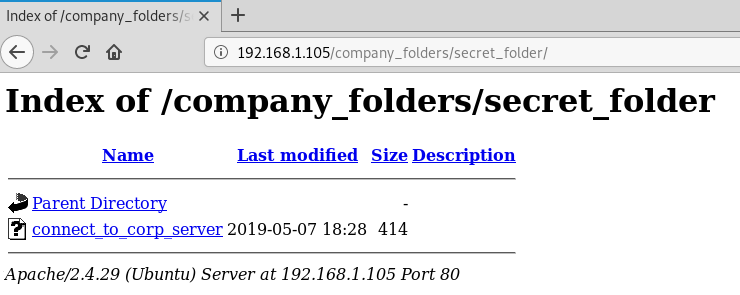 Index of /company_folders/s
192.168.1.105/company_folders/secret_folder/
Index of /company_folders/secret_folder
Name Last modified Size Description
Parent Directory -
connect_to_corp_server 2019-05-07 18:28 414
Apache/2.4.29 (Ubuntu) Server at 192.168.1.105 Port 80